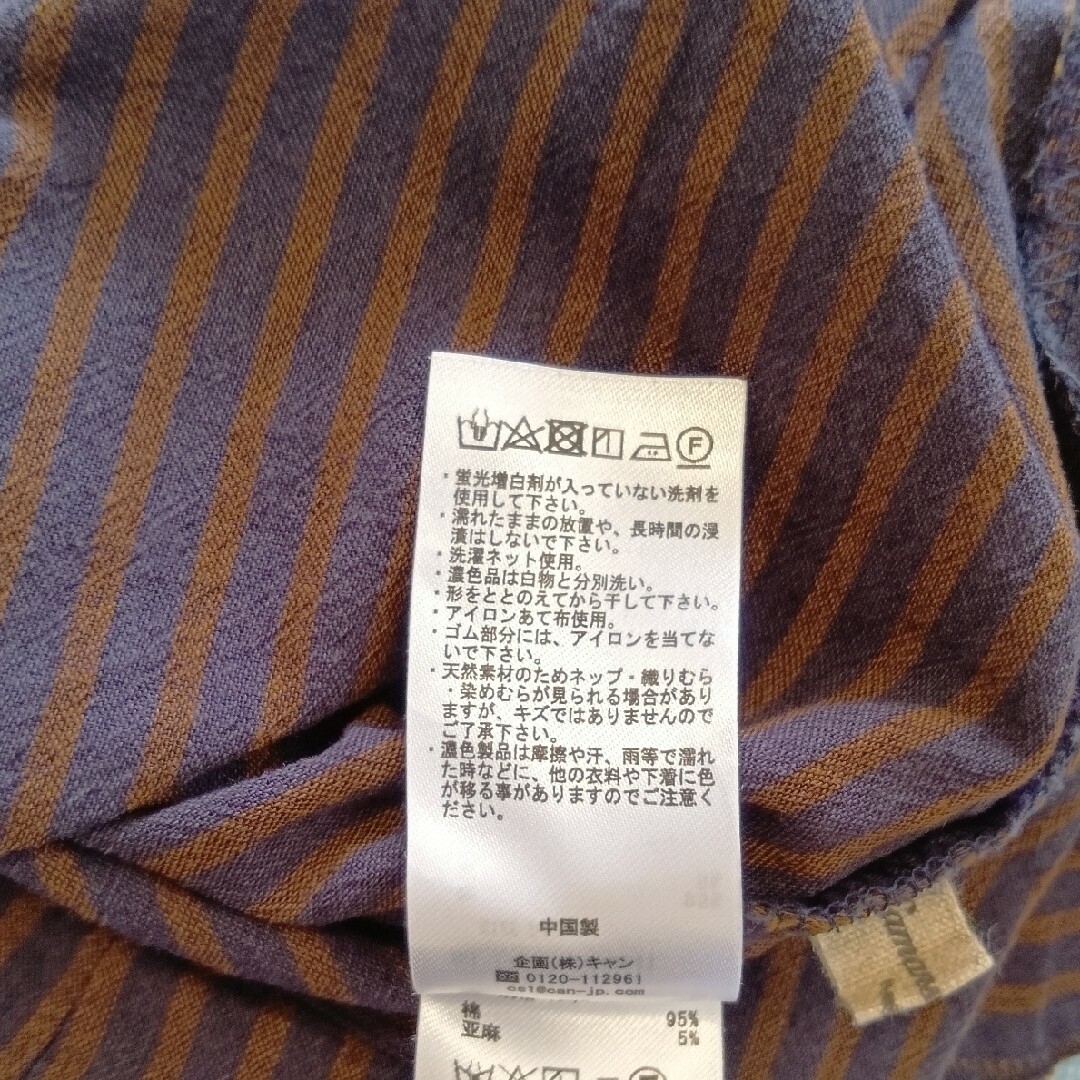 F
・蛍光増白剤が入っていない洗剤を
使用して下さい。
・濡れたままの放置や、長時間の浸
漬はしないで下さい。
・洗濯ネット使用。
・濃色品は白物と分別洗い。
・形をととのえてから干して下さい。
・アイロンあて布使用。
・ゴム部分には、アイロンを当てな
いで下さい。
・天然素材のためネップ・織りむら
・染めむらが見られる場合があり
ますが、キズではありませんので
ご了承下さい。
・濃色製品は摩擦や汗、雨等で濡れ
た時などに、他の衣料や下着に色
が移る事がありますのでご注意く
ださい。
中国製
企画(株)キャン
0120-112961
cs1@can-jp.com
綿 95%
亜麻 5%